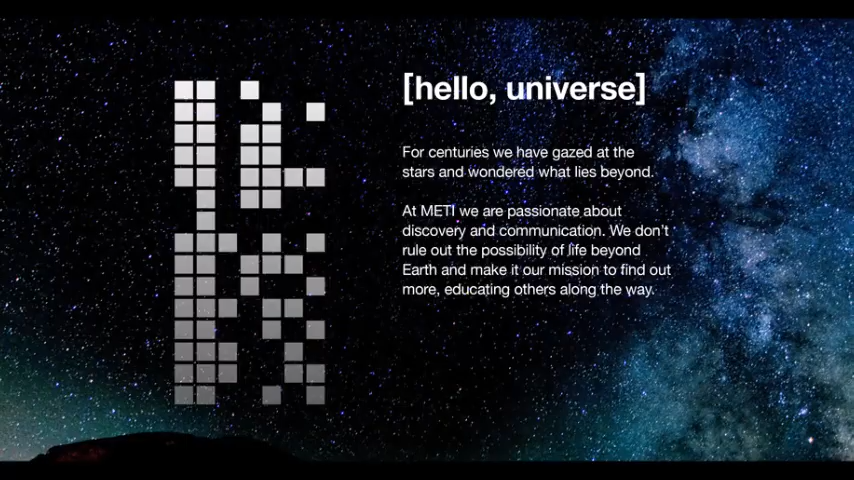 [hello, universe]
For centuries we have gazed at the
stars and wondered what lies beyond.
At METI we are passionate about
discovery and communication. We don't
rule out the possibility of life beyond
Earth and make it our mission to find out
more, educating others along the way.